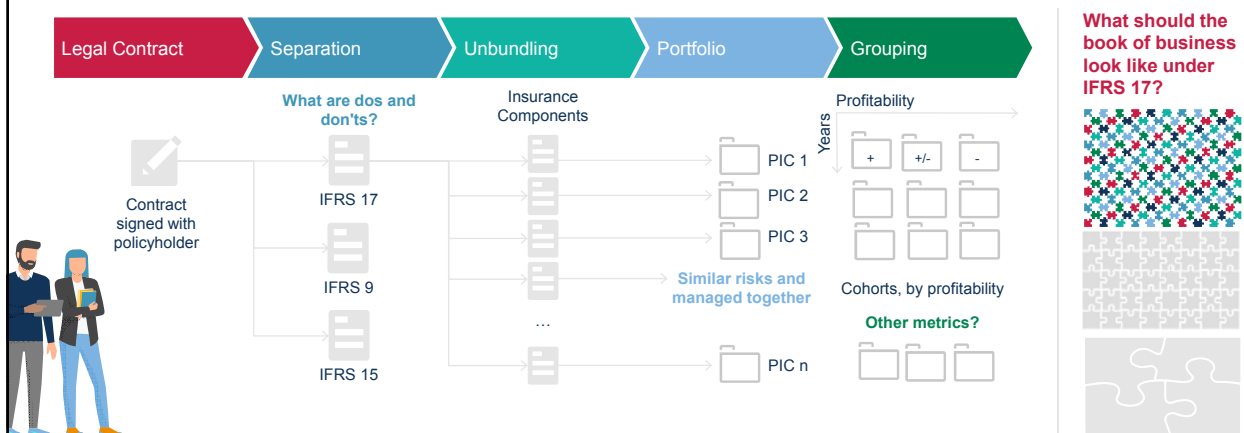 Legal Contract
Separation
Unbundling
Portfolio
Grouping
What should the
book of business
look like under
IFRS 17?
What are dos and
don'ts?
Insurance
Components
Profitability
Years
Contract
signed with
policyholder
IFRS 17
IFRS 9
IFRS 15
...
PIC 1
PIC 2
PIC 3
Similar risks and
managed together
PIC n
+
+/-
-
Cohorts, by profitability
Other metrics?